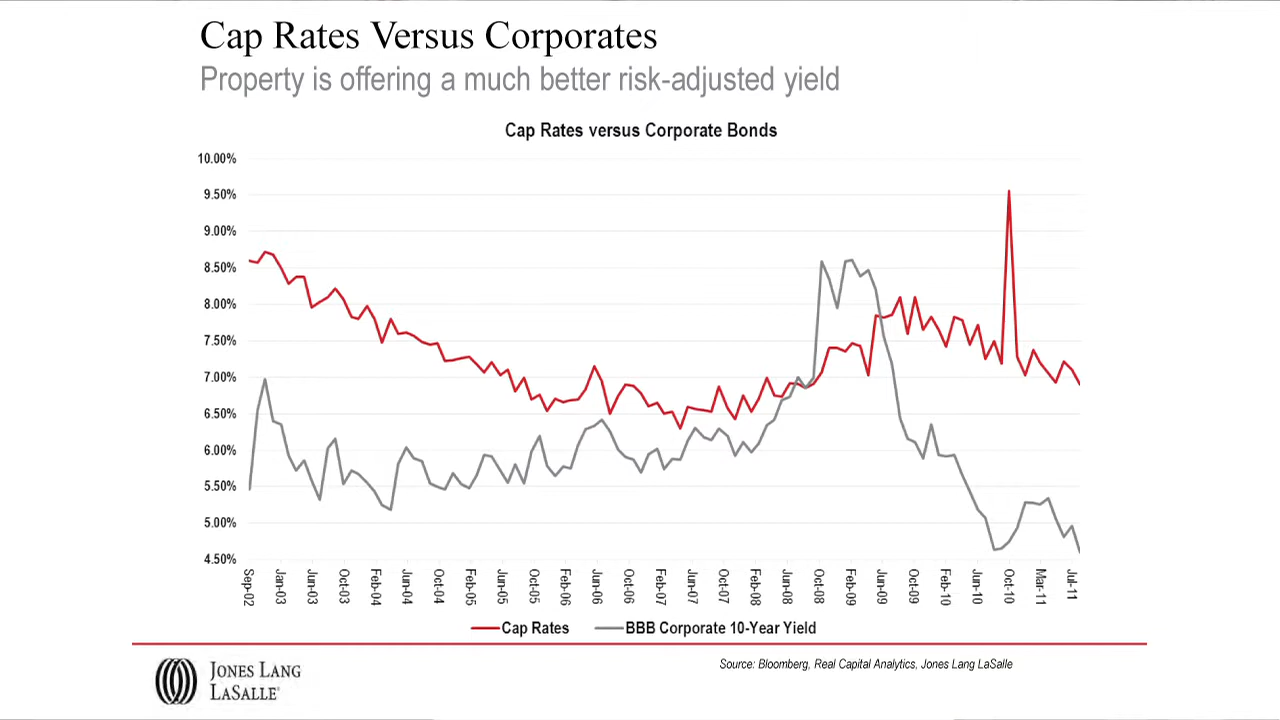 Cap Rates Versus Corporates
Property is offering a much better risk-adjusted yield
Cap Rates versus Corporate Bonds
10.00%
9.50%
9.00%
8.50%
8.00%
7.50%
7.00%
6.50%
6.00%
5.50%
5.00%
4.50%
Sep-02
Jan-03
Jun-03
Oct-03
Feb-04
Jun-04
Oct-04
Feb-05
Jun-05
Oct-05
Feb-06
Jun-06
Oct-06
Feb-07
Jun-07
Oct-07
Feb-08
Jun-08
Oct-08
Feb-09
Jun-09
Oct-09
Feb-10
Jun-10
Oct-10
Mar-11
Jul-11
Cap Rates
BBB Corporate 10-Year Yield
Source: Bloomberg, Real Capital Analytics, Jones Lang LaSalle
JONES LANG
LASALLE